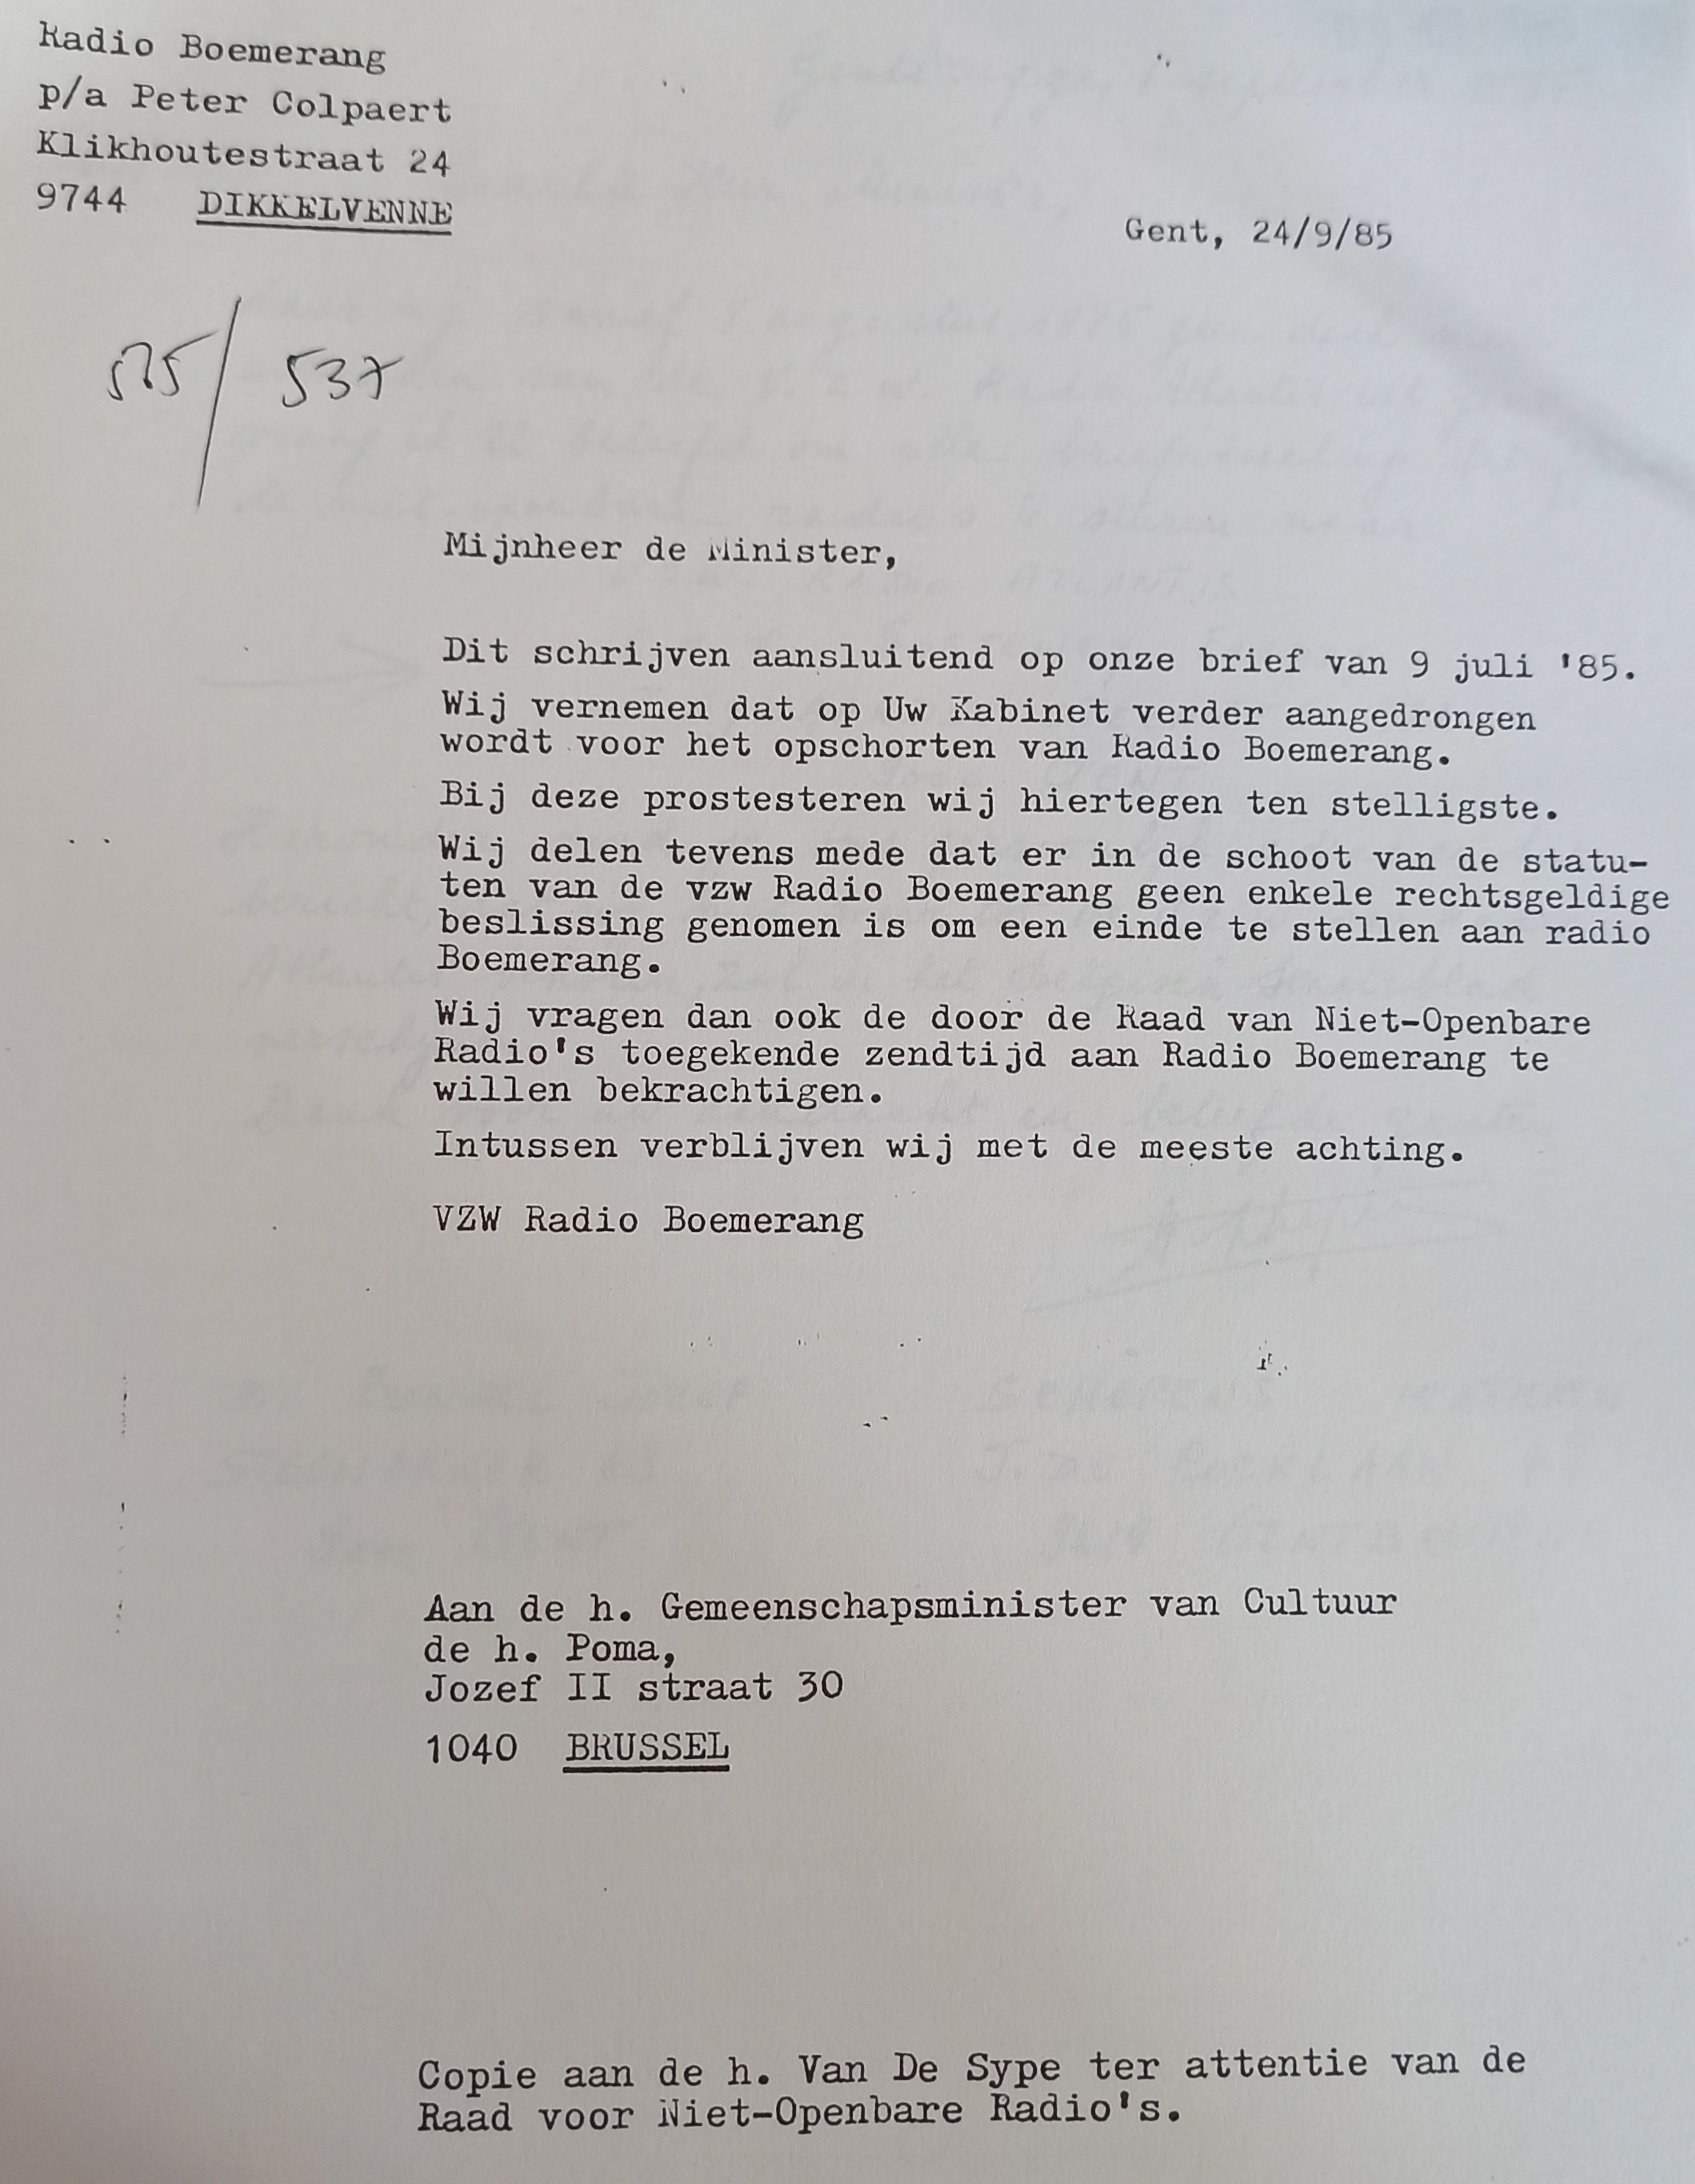 Radio Boemerang
p/a Peter Colpaert
Klikhoutestraat 24
9744 DIKKELVENNE
Gent, 24/9/85
575/ 537
Mijnheer de Minister,
Dit schrijven aansluitend op onze brief van 9 juli '85.
Wij vernemen dat op Uw Kabinet verder aangedrongen
wordt voor het opschorten van Radio Boemerang.
Bij deze prostesteren wij hiertegen ten stelligste.
Wij delen tevens mede dat er in de schoot van de statu-
ten van de vzw Radio Boemerang geen enkele rechtsgeldige
beslissing genomen is om een einde te stellen aan radio
Boemerang.
Wij vragen dan ook de door de Raad van Niet-Openbare
Radio's toegekende zendtijd aan Radio Boemerang te
willen bekrachtigen.
Intussen verblijven wij met de meeste achting.
VZW Radio Boemerang
Aan de h. Gemeenschapsminister van Cultuur
de h. Poma,
Jozef II straat 30
1040 BRUSSEL
Copie aan de h. Van De Sype ter attentie van de
Raad voor Niet-Openbare Radio's.